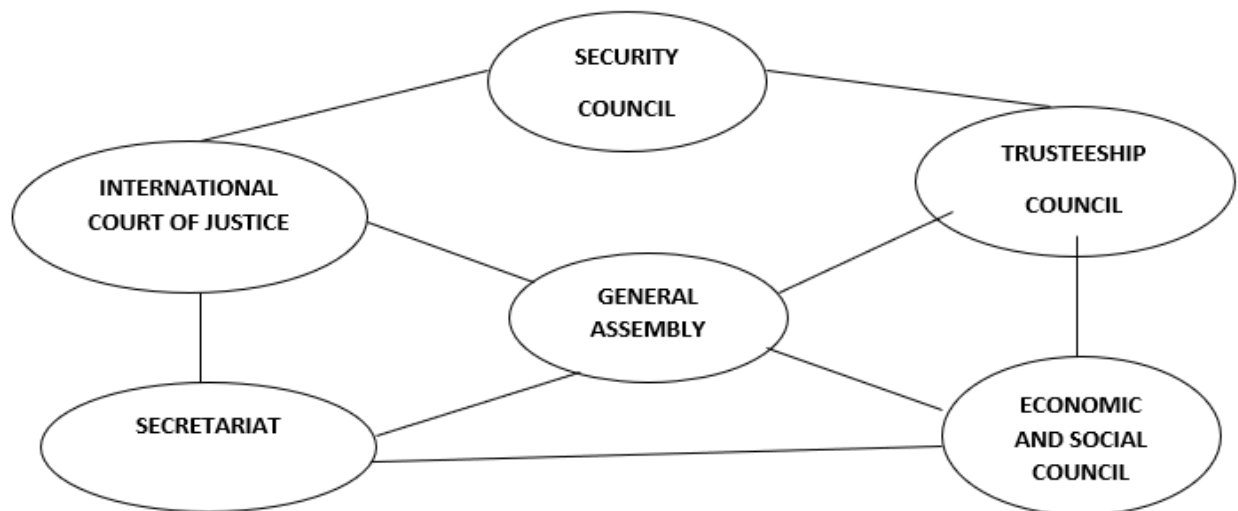 SECURITY
COUNCIL
TRUSTEESHIP
COUNCIL
INTERNATIONAL
COURT OF JUSTICE
GENERAL
ASSEMBLY
SECRETARIAT
ECONOMIC
AND SOCIAL
COUNCIL